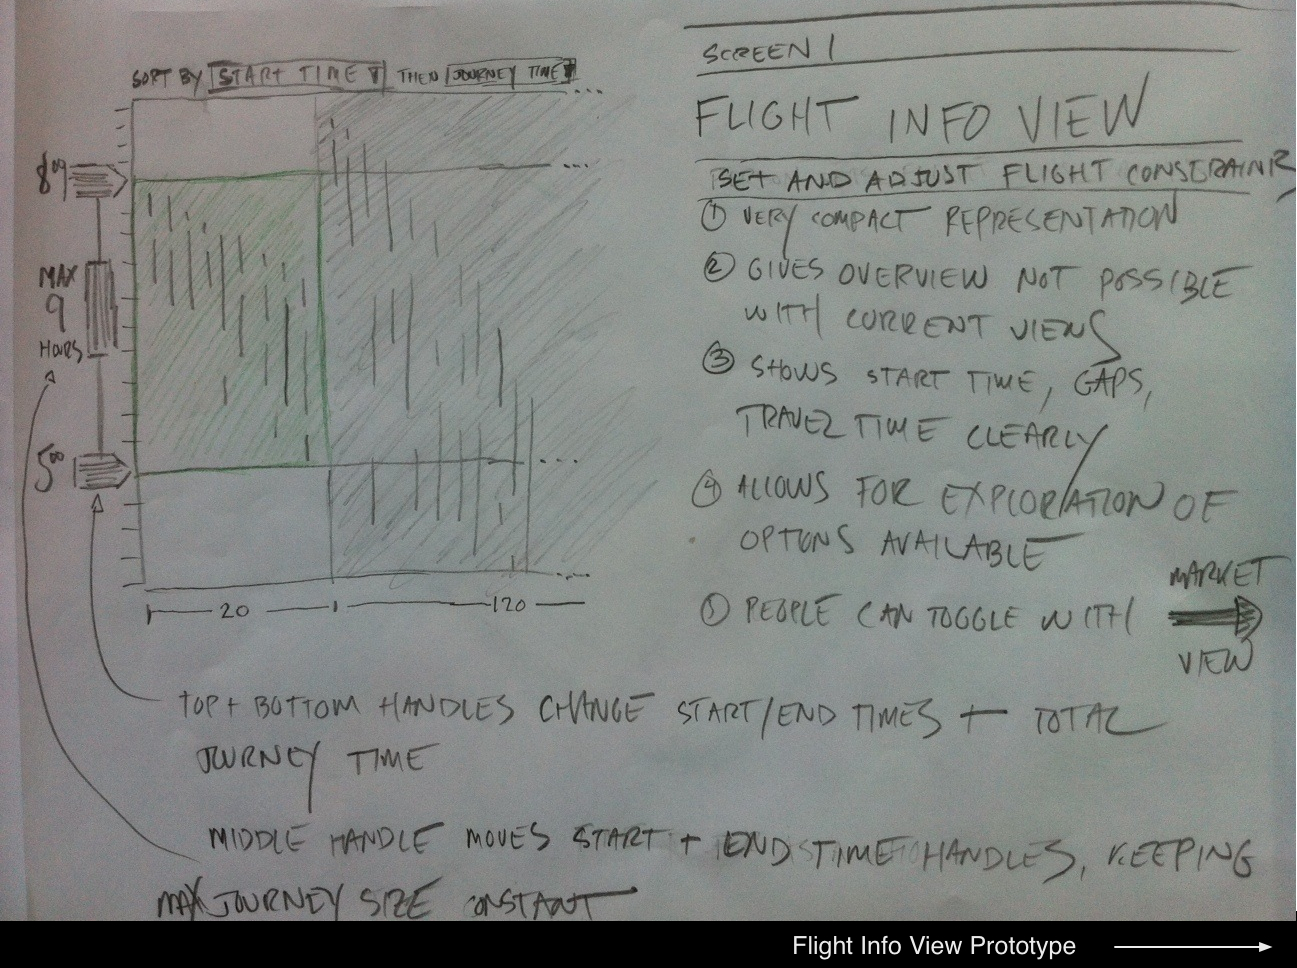 SORT BY START TIME THEN JOURNEY TIME
8⁰⁰
MAX
9
HOURS
5⁰⁰
20
120
SCREEN 1
FLIGHT INFO VIEW
SET AND ADJUST FLIGHT CONSTRAINTS
① VERY COMPACT REPRESENTATION
② GIVES OVERVIEW NOT POSSIBLE
WITH CURRENT VIEWS
③ SHOWS START TIME, GAPS,
TRAVEL TIME CLEARLY
④ ALLOWS FOR EXPLORATION OF
OPTIONS AVAILABLE
⑤ PEOPLE CAN TOGGLE WITH
MARKET
VIEW
TOP + BOTTOM HANDLES CHANGE START/END TIMES + TOTAL
JOURNEY TIME
MIDDLE HANDLE MOVES START + END TIME HANDLES, KEEPING
MAX JOURNEY SIZE CONSTANT
Flight Info View Prototype